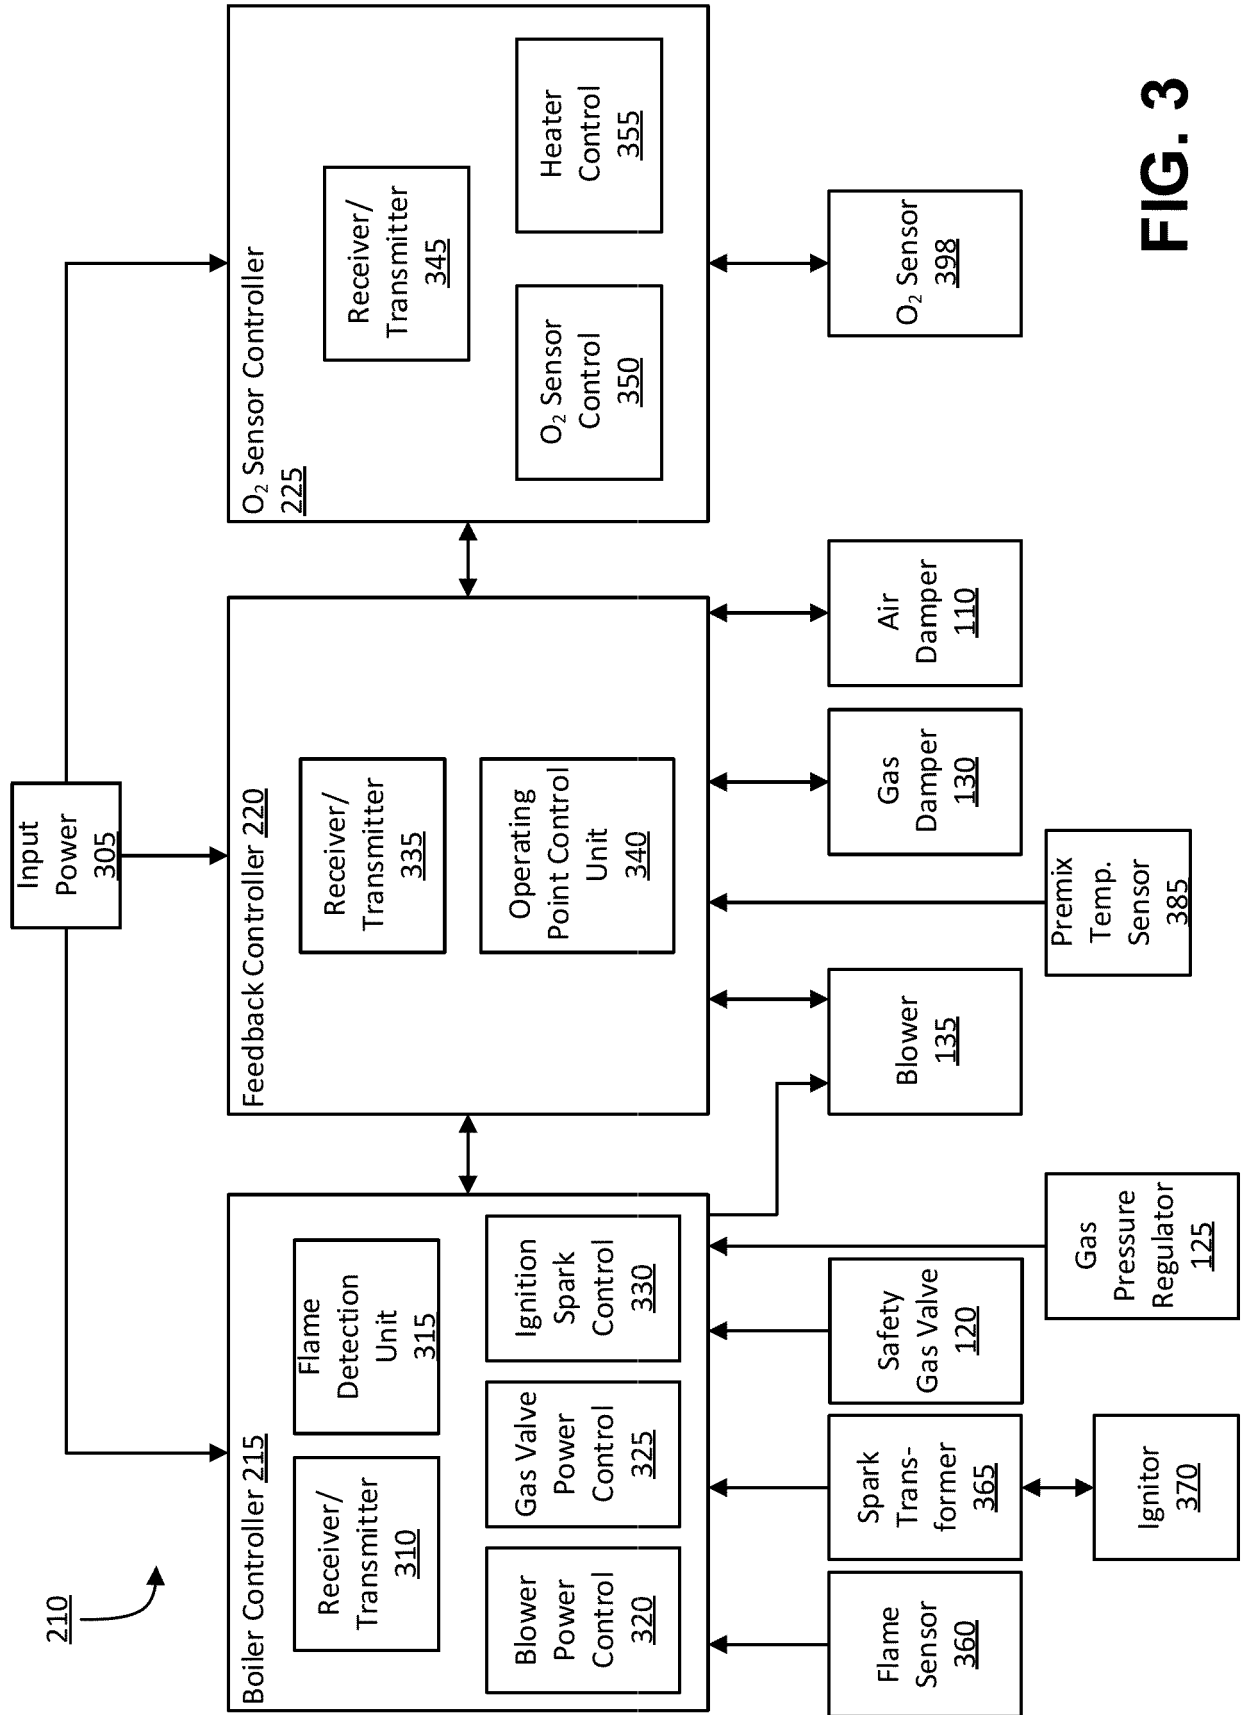 210
Input
Power
305
Boiler Controller 215
Receiver/
Transmitter
310
Flame
Detection
Unit
315
Blower
Power
Control
320
Gas Valve
Power
Control
325
Ignition
Spark
Control
330
Feedback Controller 220
Receiver/
Transmitter
335
Operating
Point Control
Unit
340
O₂ Sensor Controller
225
Receiver/
Transmitter
345
O₂ Sensor
Control
350
Heater
Control
355
Flame
Sensor
360
Spark
Trans-
former
365
Safety
Gas Valve
120
Blower
135
Gas
Damper
130
Air
Damper
110
O₂ Sensor
398
Ignitor
370
Gas
Pressure
Regulator
125
Premix
Temp.
Sensor
385
FIG. 3